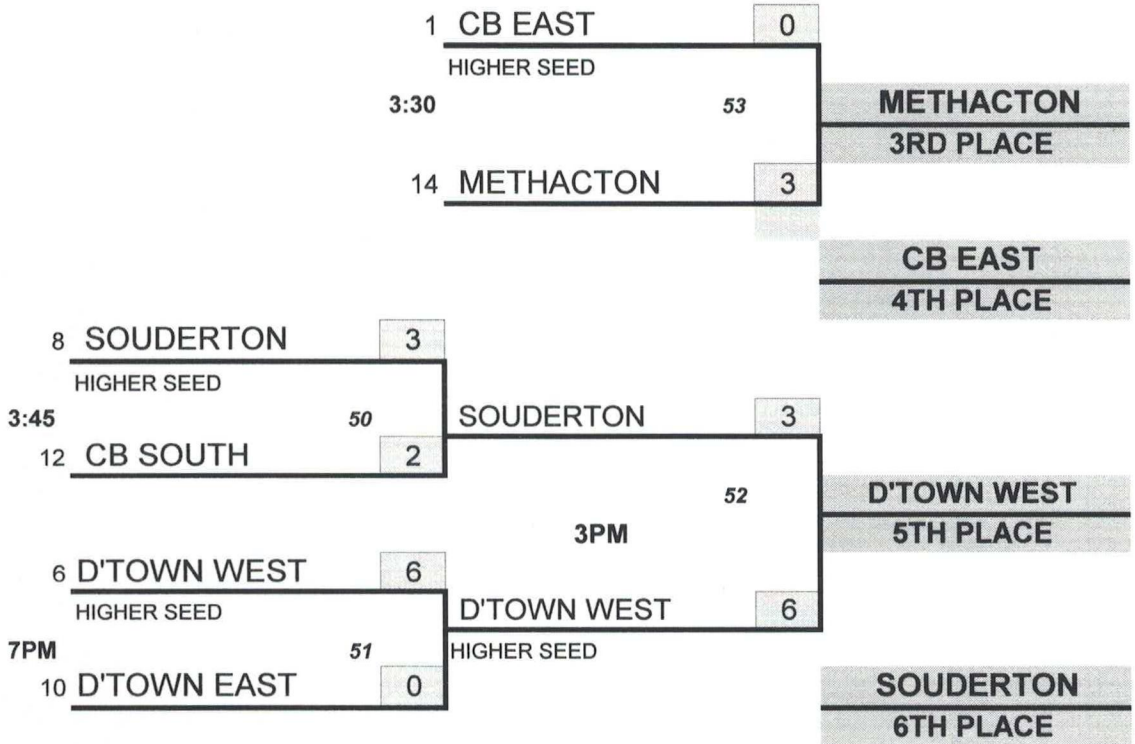 1 CB EAST 0
HIGHER SEED
3:30 53
METHACTON
3RD PLACE
14 METHACTON 3
CB EAST
4TH PLACE
8 SOUDERTON 3
HIGHER SEED
3:45 50
SOUDERTON 3
12 CB SOUTH 2
52
D'TOWN WEST
3PM
5TH PLACE
6 D'TOWN WEST 6
HIGHER SEED
D'TOWN WEST 6
7PM 51
HIGHER SEED
10 D'TOWN EAST 0
SOUDERTON
6TH PLACE